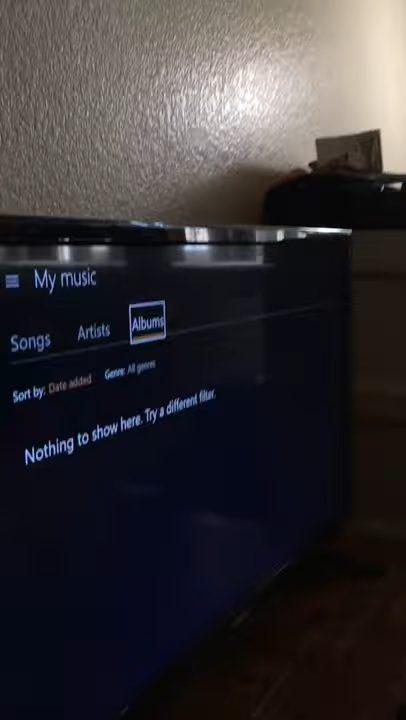 My music
Songs Artists Albums
Sort by: Date added Genre: All genres
Nothing to show here. Try a different filter.